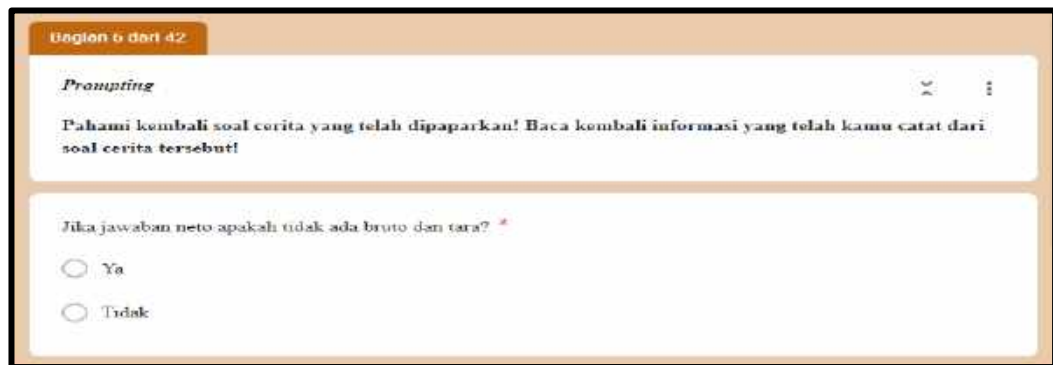 Bagian 6 dari 42
Prompting
Pahami kembali soal cerita yang telah dipaparkan! Baca kembali informasi yang telah kamu catat dari
soal cerita tersebut!
Jika jawaban neto apakah tidak ada bruto dan tara? *
Ya
Tidak